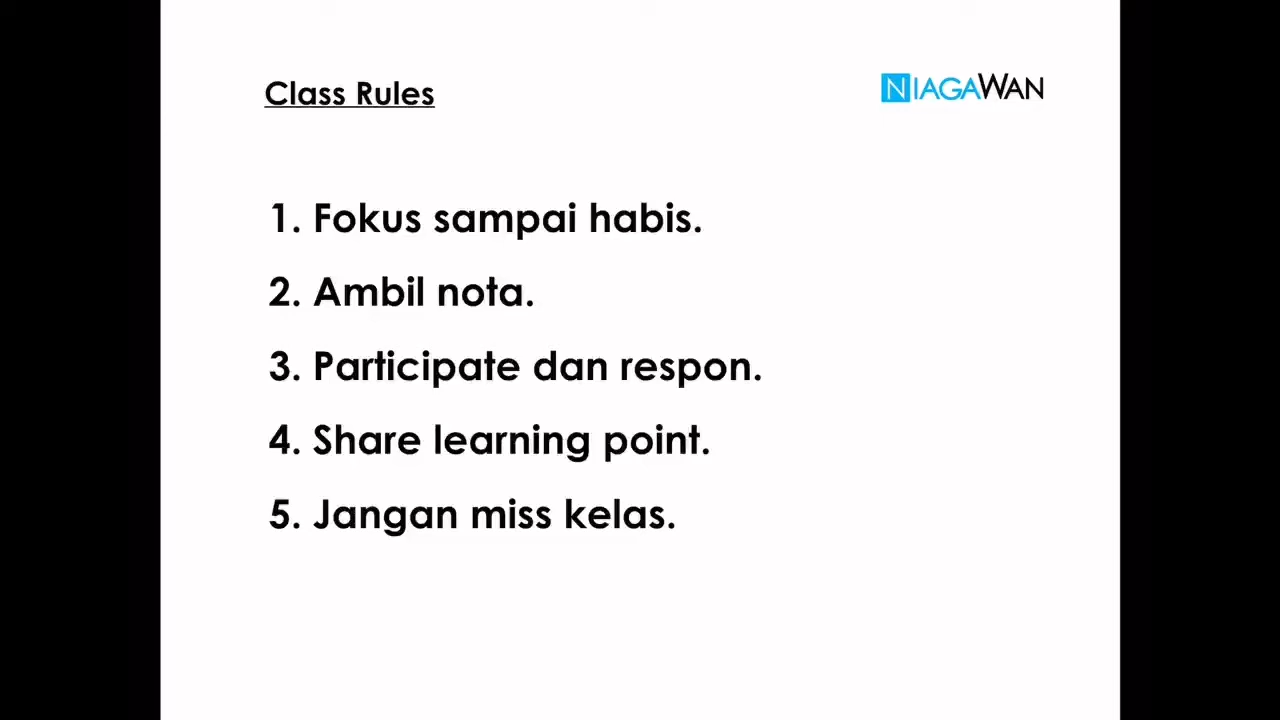 Class Rules
NIAGAWAN
1. Fokus sampai habis.
2. Ambil nota.
3. Participate dan respon.
4. Share learning point.
5. Jangan miss kelas.